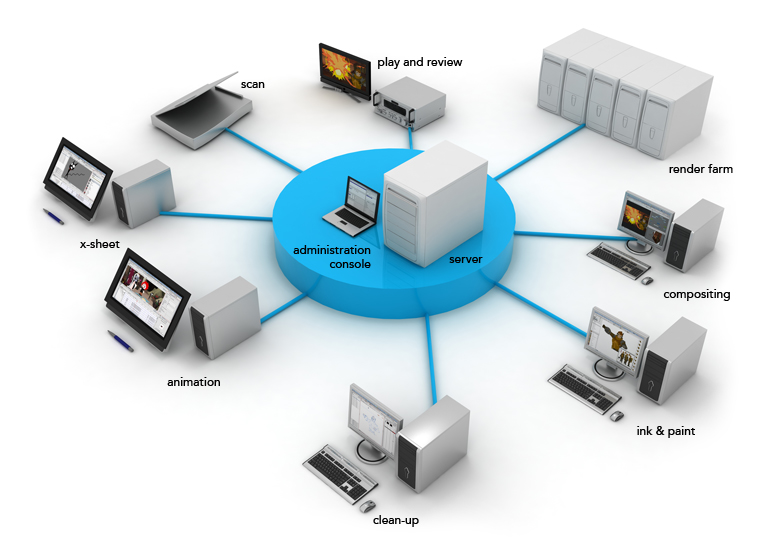 play and review
scan
render farm
x-sheet
administration
console
server
compositing
animation
ink & paint
clean-up